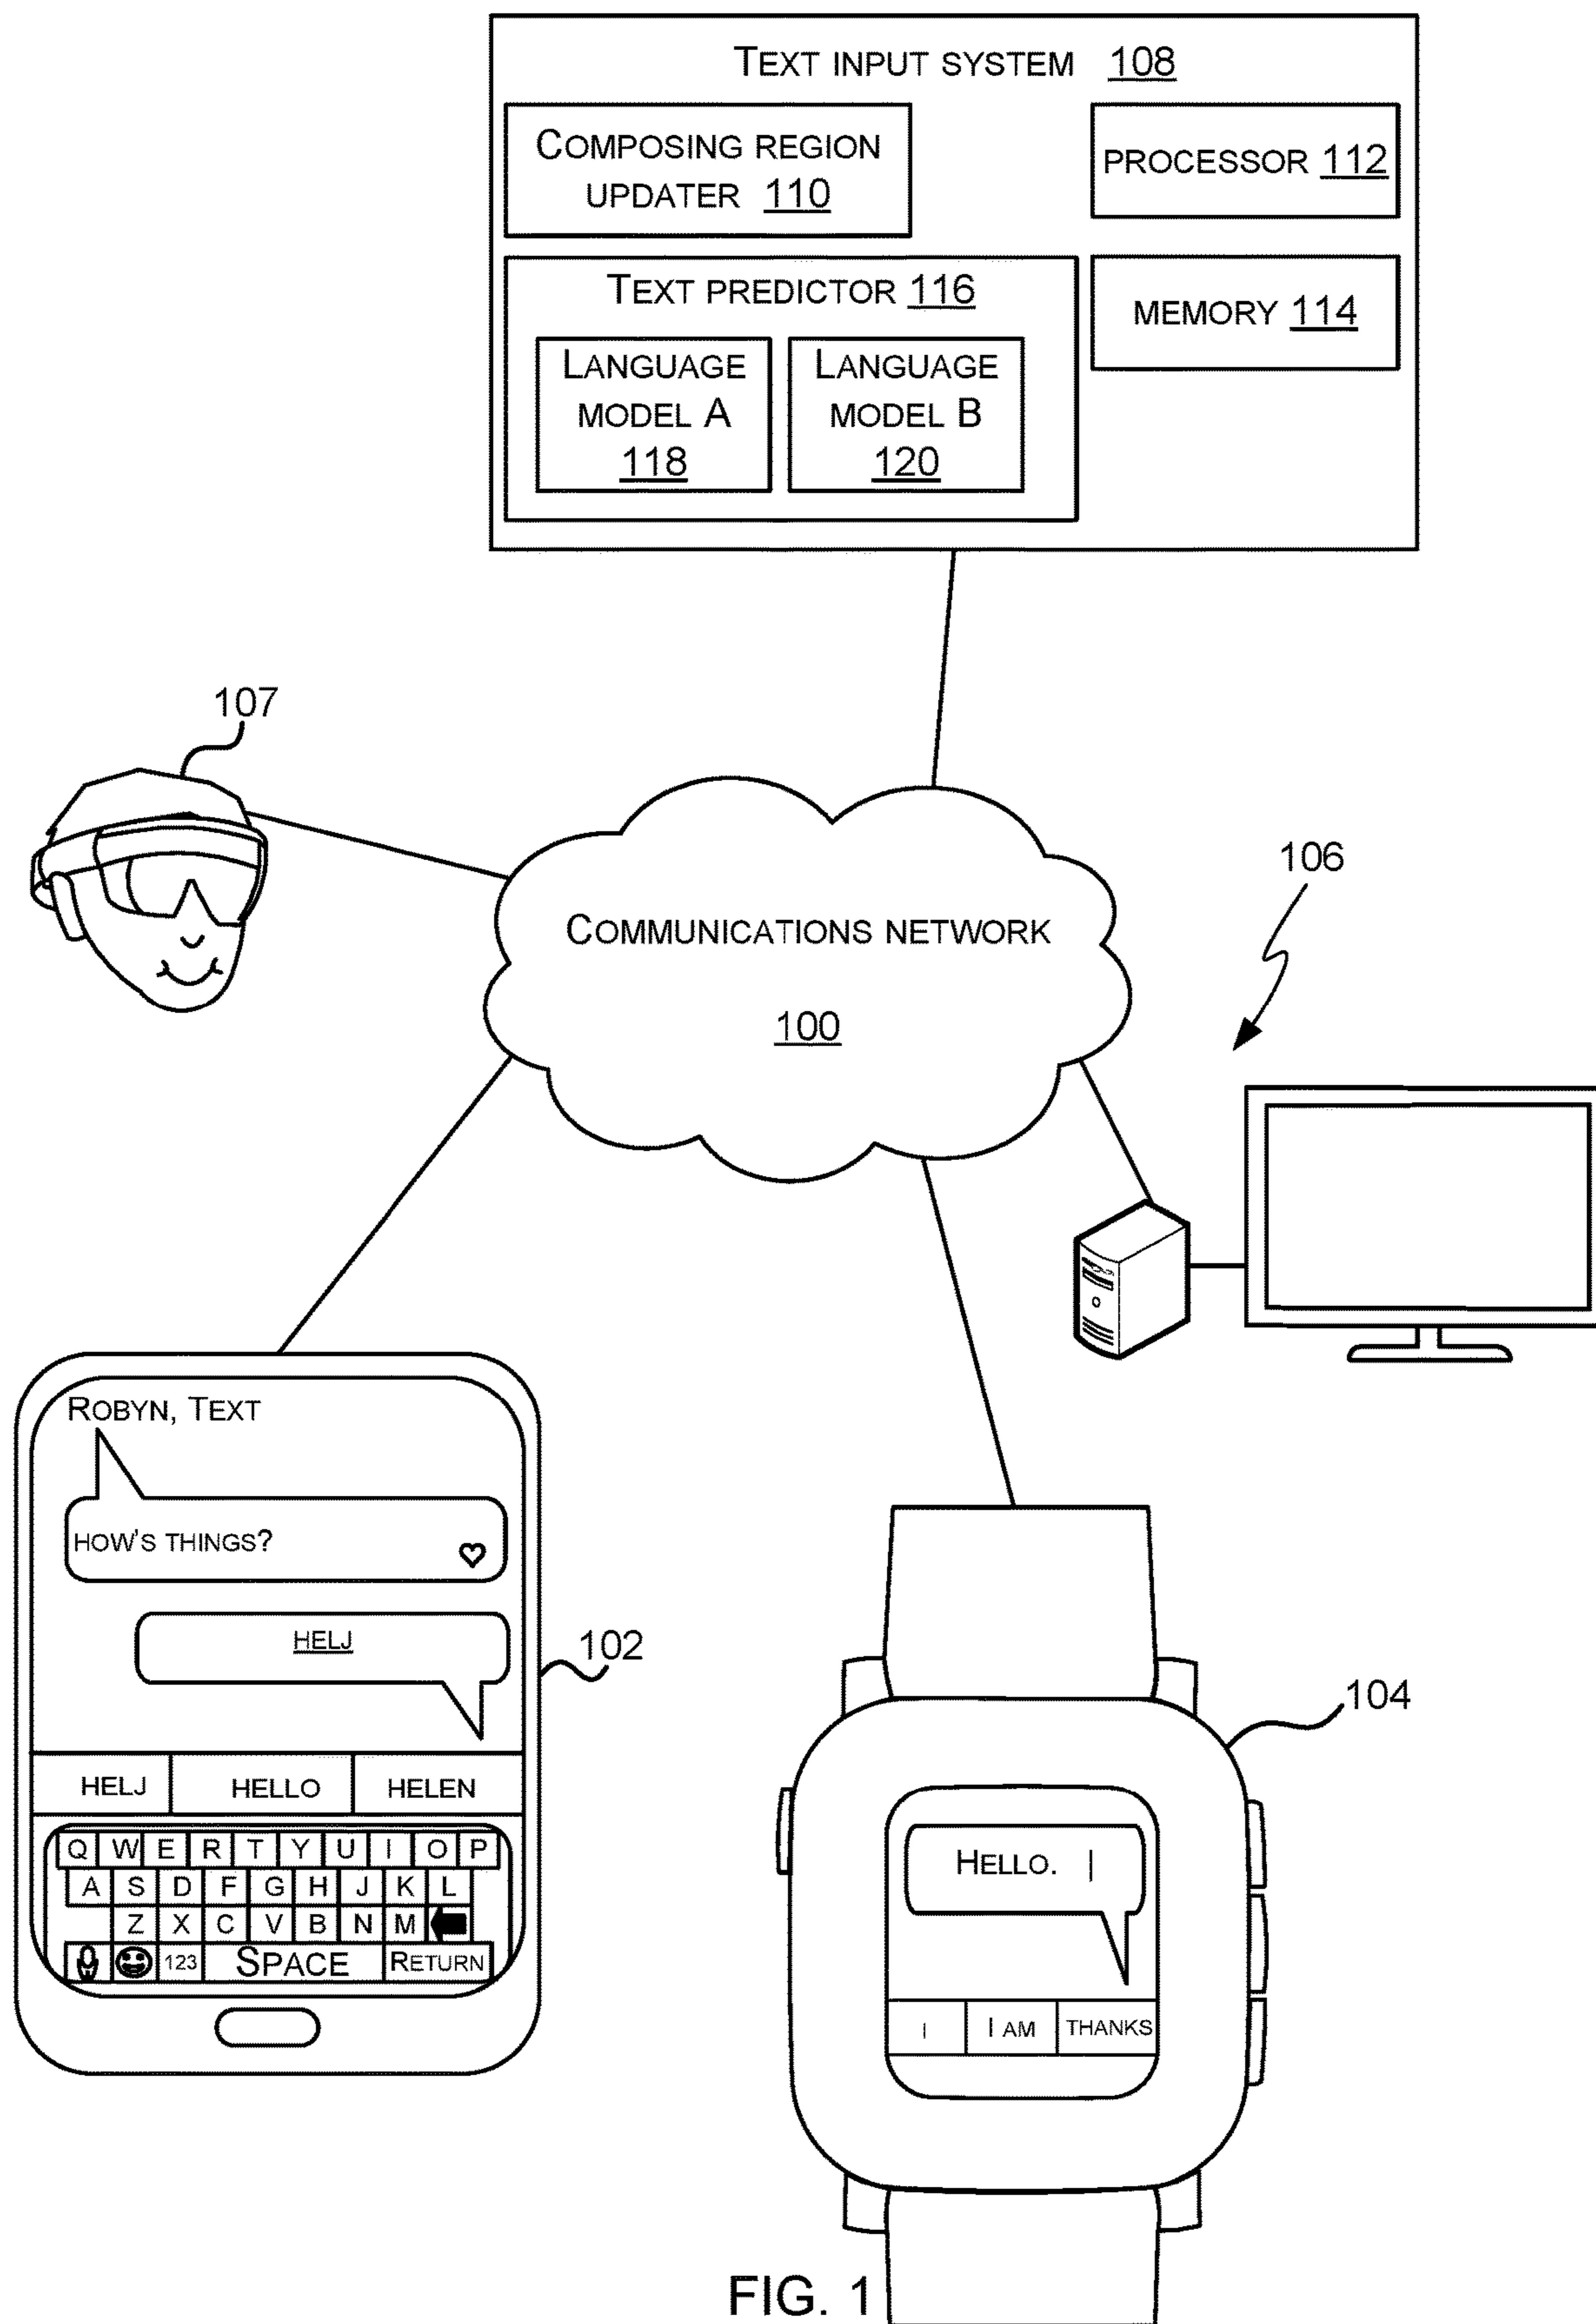 TEXT INPUT SYSTEM 108
COMPOSING REGION
UPDATER 110
PROCESSOR 112
TEXT PREDICTOR 116
MEMORY 114
LANGUAGE
MODEL A
118
LANGUAGE
MODEL B
120
107
106
COMMUNICATIONS NETWORK
100
ROBYN, TEXT
HOW'S THINGS?
HELJ
102
HELJ HELLO HELEN
Q W E R T Y U I O P
A S D F G H J K L
Z X C V B N M
123 SPACE RETURN
104
HELLO. |
I I AM THANKS
FIG. 1